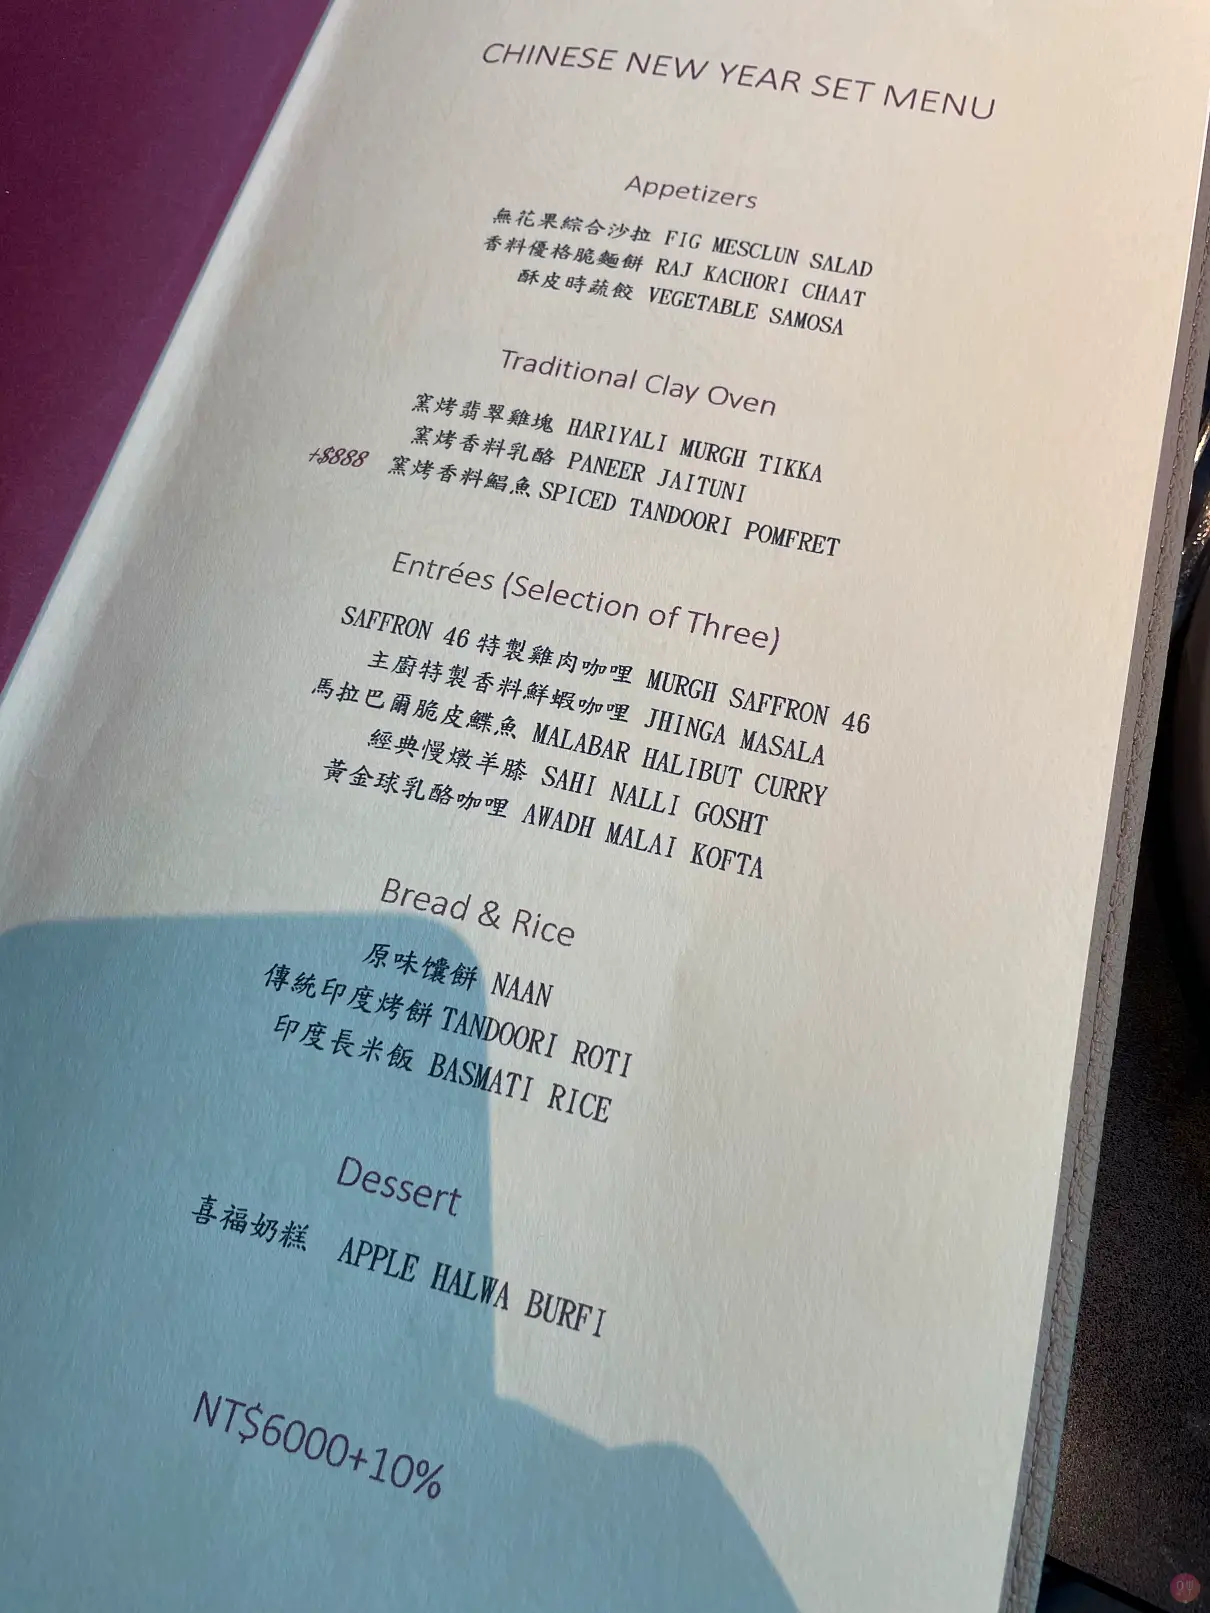 CHINESE NEW YEAR SET MENU
Appetizers
無花果綜合沙拉 FIG MESCLUN SALAD
香料優格脆麵餅 RAJ KACHORI CHAAT
酥皮時蔬餃 VEGETABLE SAMOSA
Traditional Clay Oven
窯烤翡翠雞塊 HARIYALI MURGH TIKKA
窯烤香料乳酪 PANEER JAITUNI
+$888 窯烤香料鯧魚 SPICED TANDOORI POMFRET
Entrées (Selection of Three)
SAFFRON 46 特製雞肉咖哩 MURGH SAFFRON 46
主廚特製香料鮮蝦咖哩 JHINGA MASALA
馬拉巴爾脆皮鰈魚 MALABAR HALIBUT CURRY
經典慢燉羊膝 SAHI NALLI GOSHT
黃金球乳酪咖哩 AWADH MALAI KOFTA
Bread & Rice
原味饢餅 NAAN
傳統印度烤餅 TANDOORI ROTI
印度長米飯 BASMATI RICE
Dessert
喜福奶糕 APPLE HALWA BURFI
NT$6000+10%